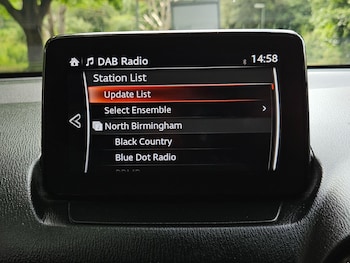 DAB Radio 14:58
Station List
Update List
Select Ensemble
North Birmingham
Black Country
Blue Dot Radio